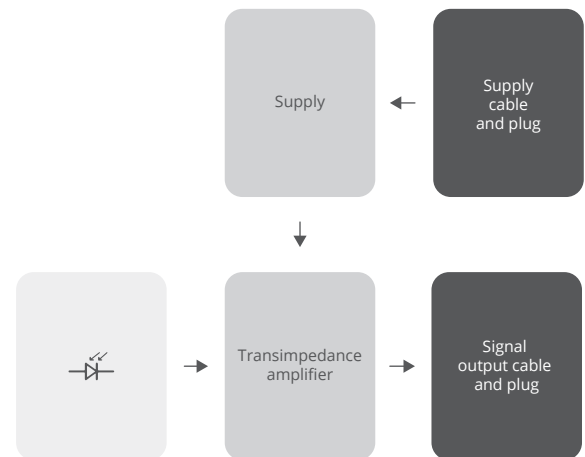 Supply
Supply
cable
and plug
Transimpedance
amplifier
Signal
output cable
and plug